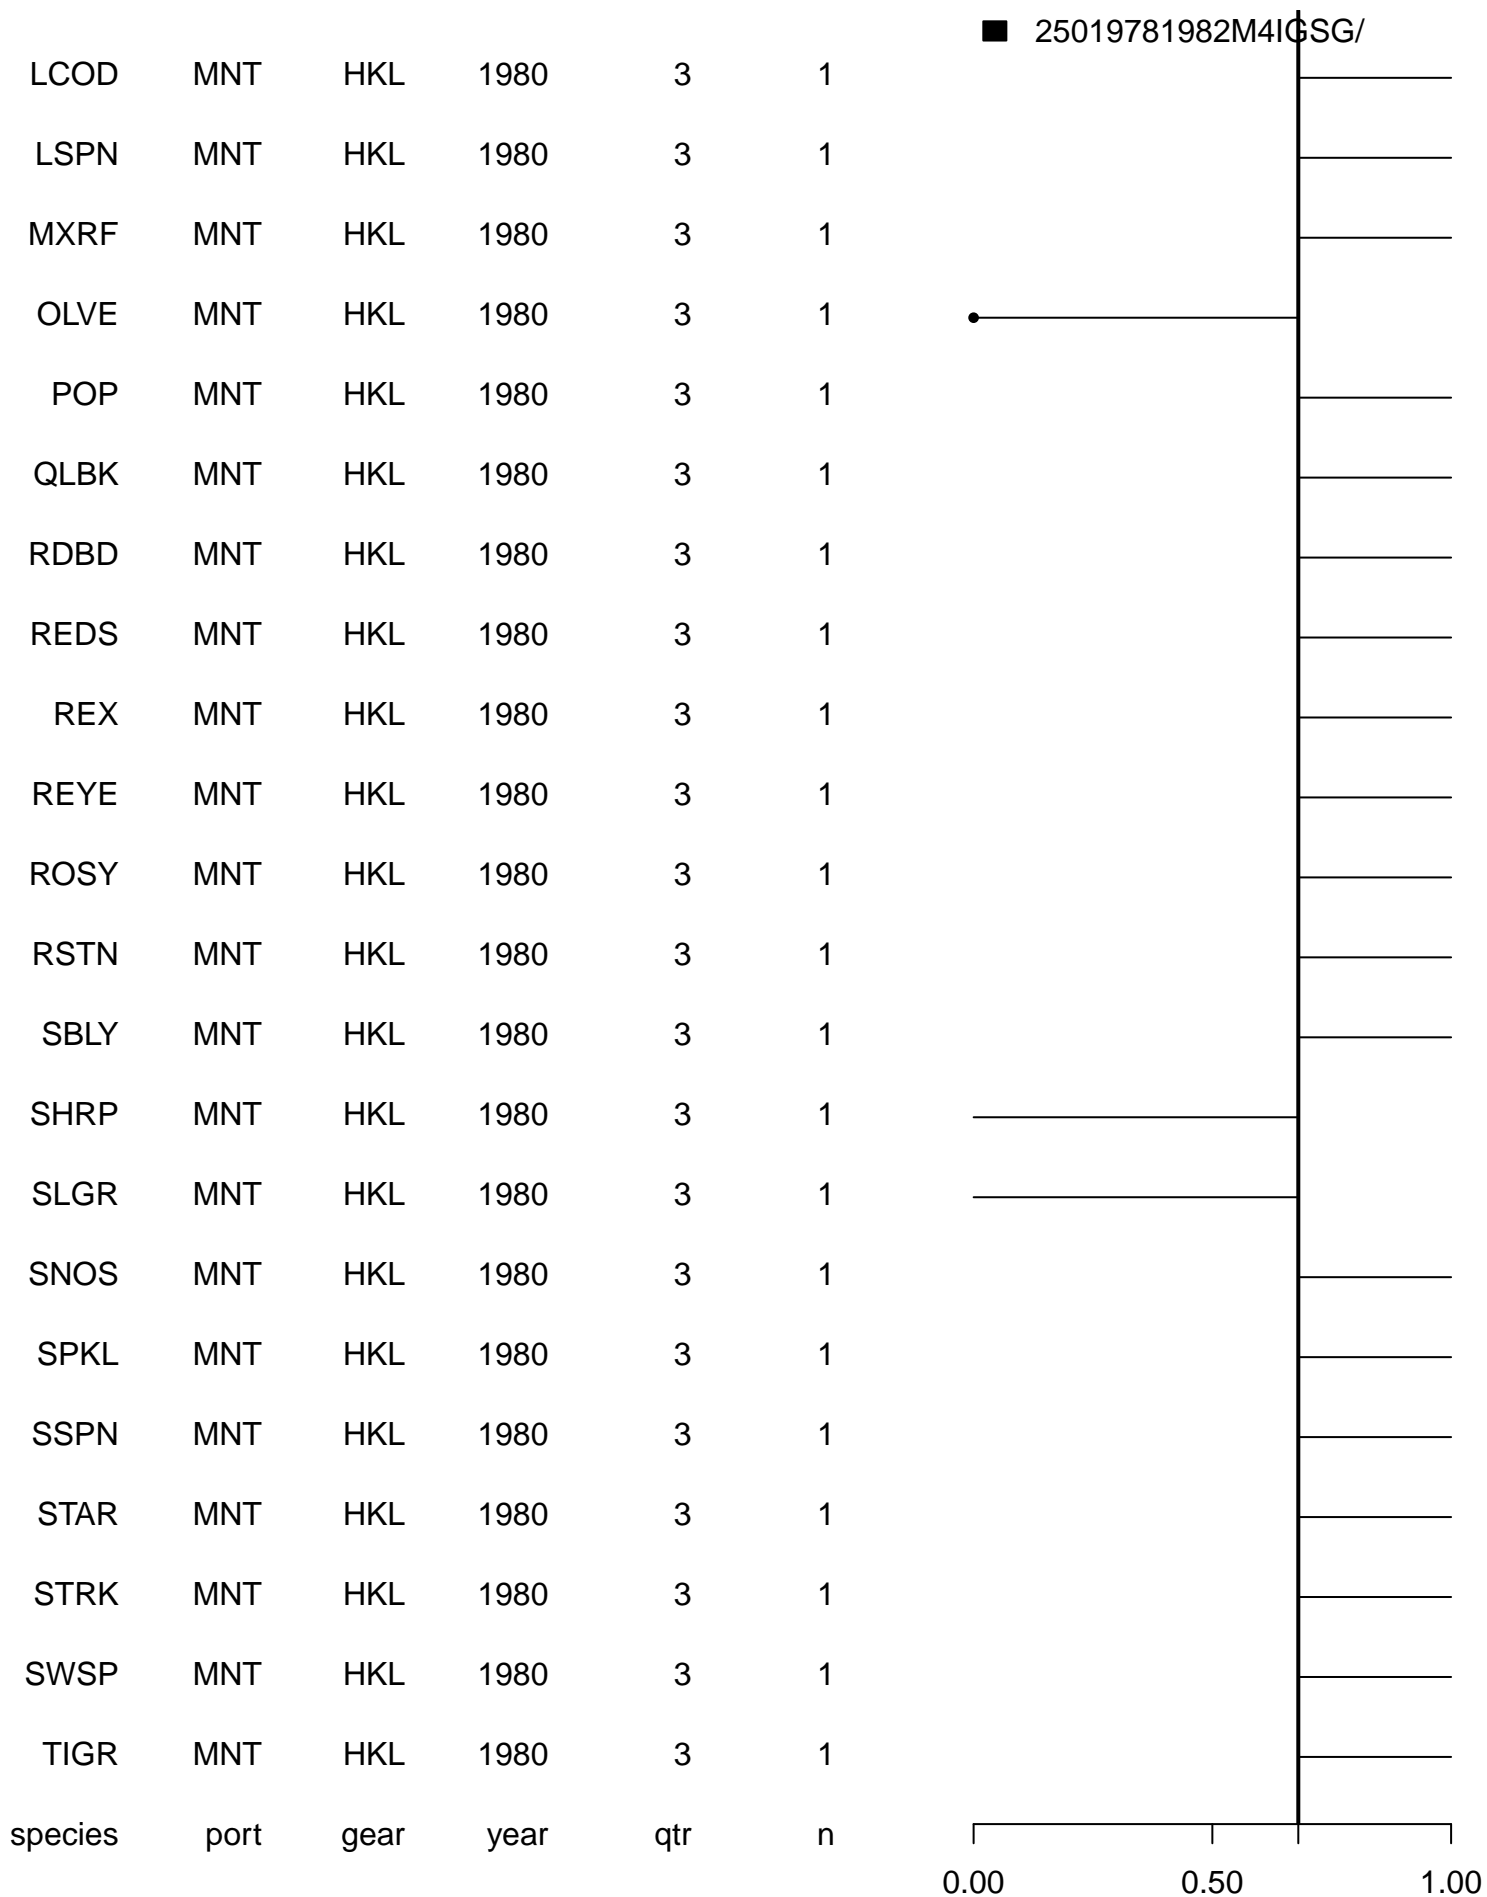 25019781982M4IGSG/
LCOD MNT HKL 1980 3 1
LSPN MNT HKL 1980 3 1
MXRF MNT HKL 1980 3 1
OLVE MNT HKL 1980 3 1
POP MNT HKL 1980 3 1
QLBK MNT HKL 1980 3 1
RDBD MNT HKL 1980 3 1
REDS MNT HKL 1980 3 1
REX MNT HKL 1980 3 1
REYE MNT HKL 1980 3 1
ROSY MNT HKL 1980 3 1
RSTN MNT HKL 1980 3 1
SBLY MNT HKL 1980 3 1
SHRP MNT HKL 1980 3 1
SLGR MNT HKL 1980 3 1
SNOS MNT HKL 1980 3 1
SPKL MNT HKL 1980 3 1
SSPN MNT HKL 1980 3 1
STAR MNT HKL 1980 3 1
STRK MNT HKL 1980 3 1
SWSP MNT HKL 1980 3 1
TIGR MNT HKL 1980 3 1
species port gear year qtr n
0.00 0.50 1.00